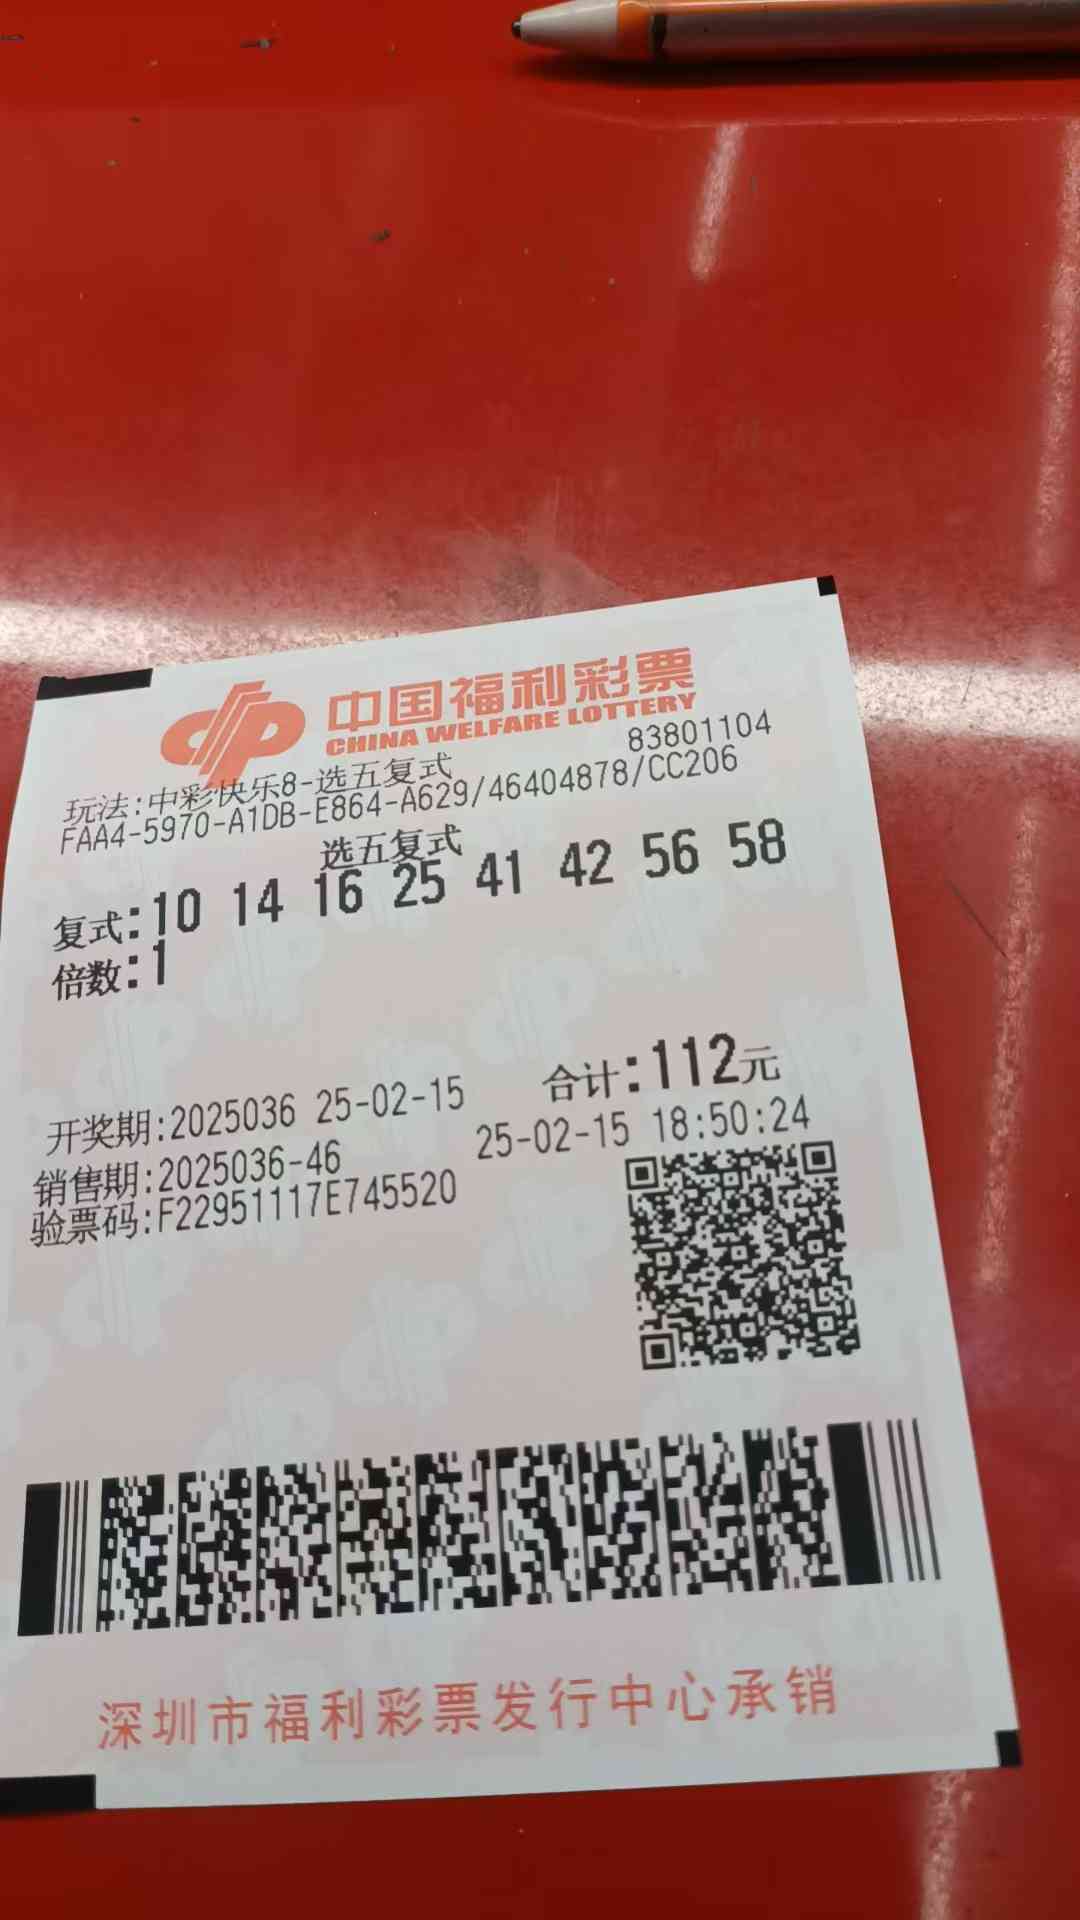 中国福利彩票
CHINA WELFARE LOTTERY
83801104
玩法:中彩快乐8-选五复式
FAA4-5970-A1DB-E864-A629/46404878/CC206
选五复式
复式:10 14 16 25 41 42 56 58
倍数:1
合计:112元
开奖期:2025036 25-02-15
销售期:2025036-46 25-02-15 18:50:24
验票码:F22951117E745520
深圳市福利彩票发行中心承销